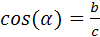 cos(α) = b/c